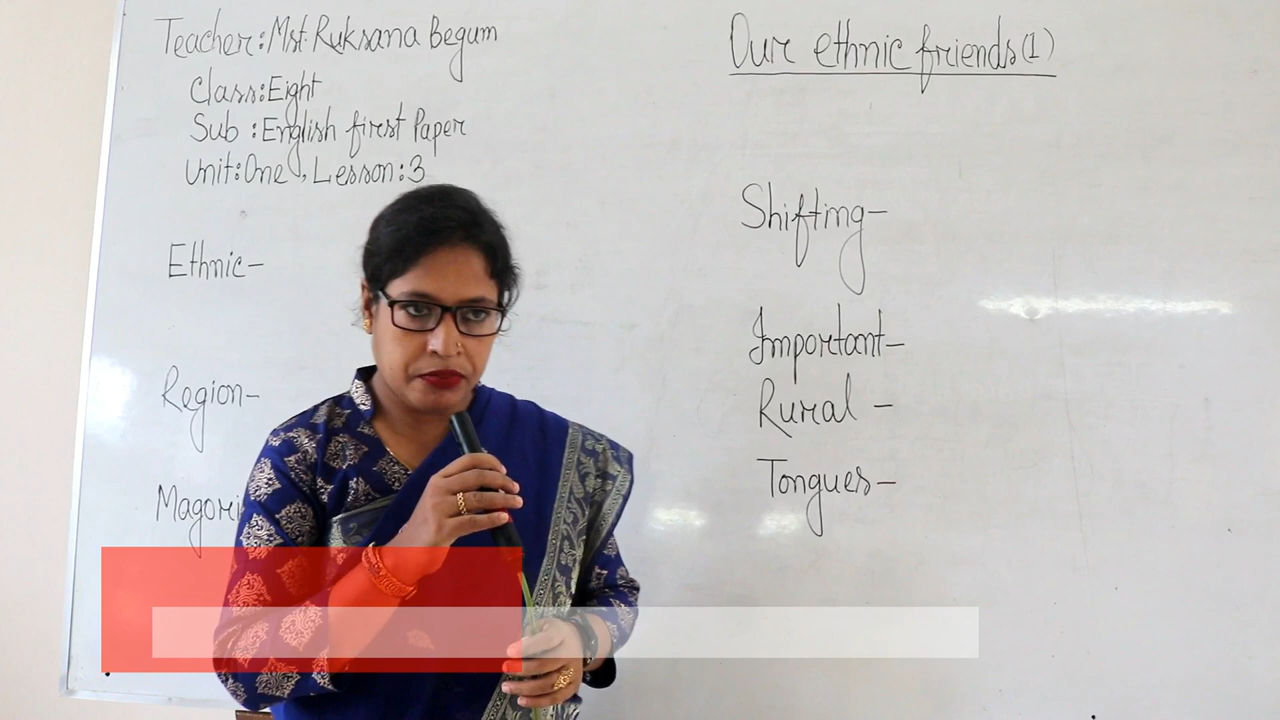 Teacher: Mst. Ruksana Begum
Class: Eight
Sub : English first Paper
Unit: One , Lesson: 3
Ethnic-
Region-
Our ethnic friends (1)
Shifting-
Important-
Rural -
Tongues-